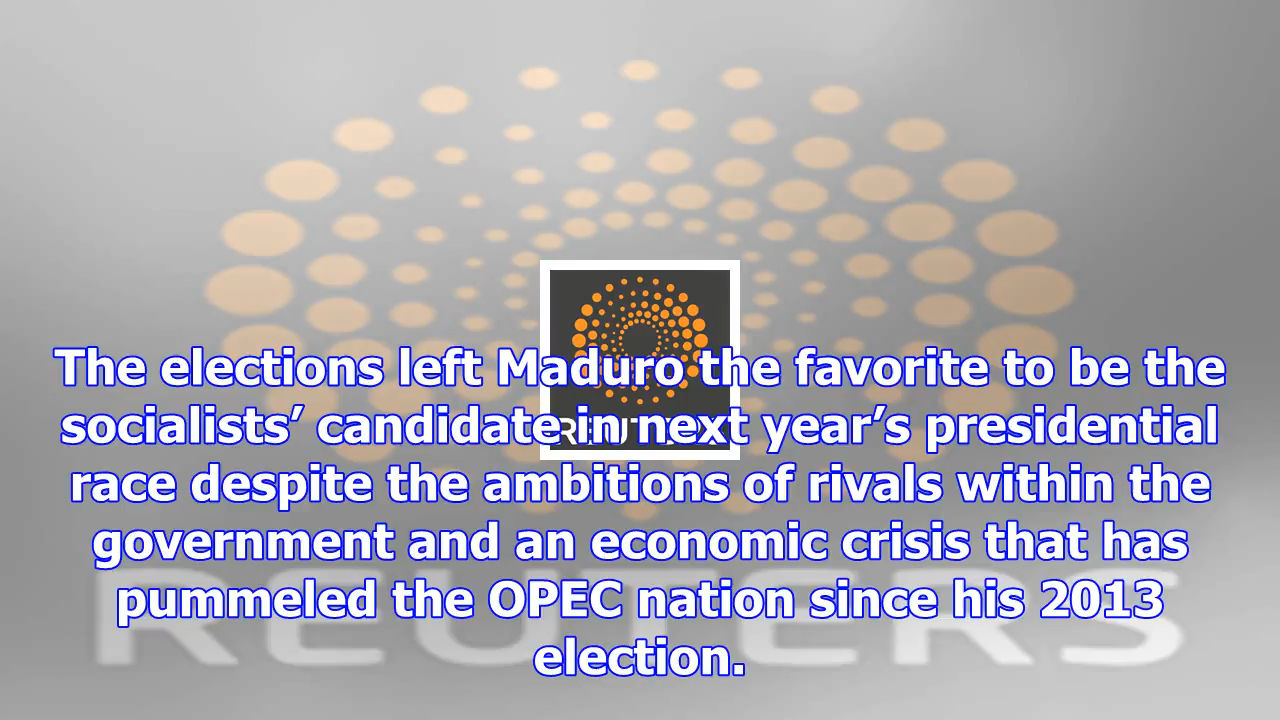 The elections left Maduro the favorite to be the
socialists’ candidate in next year’s presidential
race despite the ambitions of rivals within the
government and an economic crisis that has
pummeled the OPEC nation since his 2013
election.
REUTERS
REUTERS